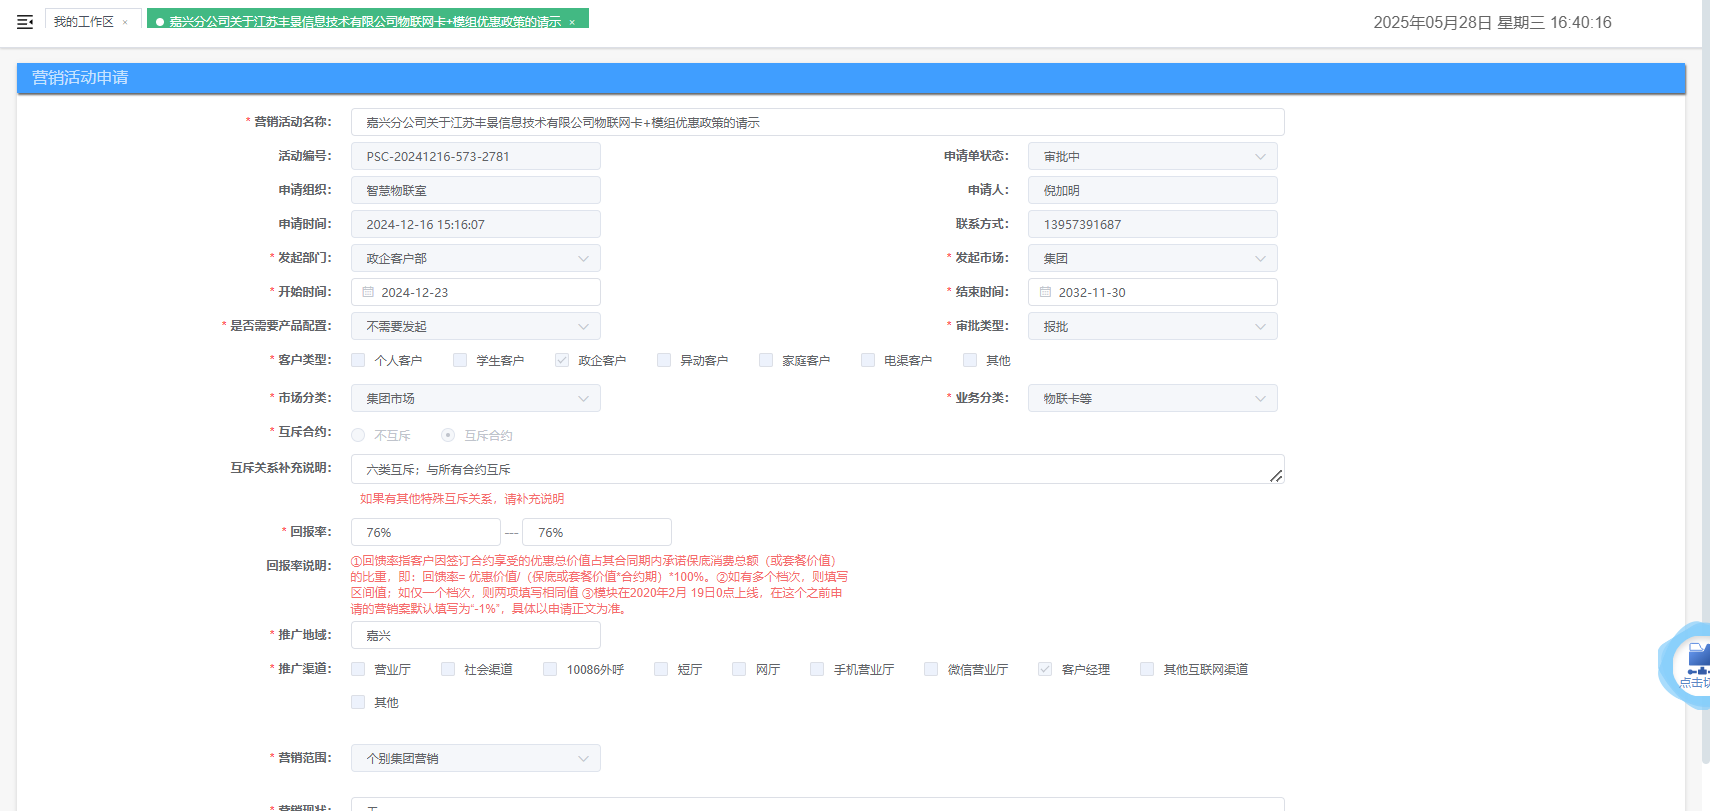 我的工作区 ×
嘉兴分公司关于江苏丰景信息技术有限公司物联网卡+模组优惠政策的请示 ×
2025年05月28日 星期三 16:40:16
营销活动申请
* 营销活动名称： 嘉兴分公司关于江苏丰景信息技术有限公司物联网卡+模组优惠政策的请示
活动编号： PSC-20241216-573-2781 申请单状态： 审批中
申请组织： 智慧物联室 申请人： 倪加明
申请时间： 2024-12-16 15:16:07 联系方式： 13957391687
* 发起部门： 政企客户部 * 发起市场： 集团
* 开始时间： 2024-12-23 * 结束时间： 2032-11-30
* 是否需要产品配置： 不需要发起 * 审批类型： 报批
* 客户类型： 个人客户 学生客户 政企客户 异动客户 家庭客户 电渠客户 其他
* 市场分类： 集团市场 * 业务分类： 物联卡等
* 互斥合约： 不互斥 互斥合约
互斥关系补充说明： 六类互斥；与所有合约互斥
如果有其他特殊互斥关系，请补充说明
* 回报率： 76% --- 76%
回报率说明： ①回馈率指客户因签订合约享受的优惠总价值占其合同期内承诺保底消费总额（或套餐价值）
的比重，即：回馈率= 优惠价值/（保底或套餐价值*合约期）*100%。②如有多个档次，则填写
区间值；如仅一个档次，则两项填写相同值 ③模块在2020年2月 19日0点上线，在这个之前申
请的营销案默认填写为“-1%”，具体以申请正文为准。
* 推广地域： 嘉兴
* 推广渠道： 营业厅 社会渠道 10086外呼 短厅 网厅 手机营业厅 微信营业厅 客户经理 其他互联网渠道
其他
点击切
* 营销范围： 个别集团营销
* 营销现状： 无